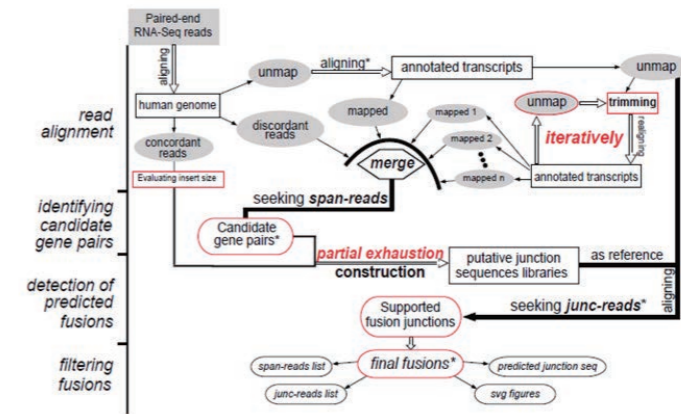 Paired-end
RNA-Seq reads
aligning
unmap
aligning*
annotated transcripts
unmap
human genome
mapped
mapped 1
unmap
trimming
read
alignment
discordant
reads
mapped 2
iteratively
realigning
concordant
reads
merge
mapped n
annotated transcripts
Evaluating insert size
seeking span-reads
identifying
candidate
gene pairs
Candidate
gene pairs*
partial exhaustion
construction
putative junction
sequences libraries
as reference
aligning
detection of
predicted
fusions
Supported
fusion junctions
seeking junc-reads*
filtering
fusions
span-reads list
final fusions*
predicted junction seq
junc-reads list
svg figures